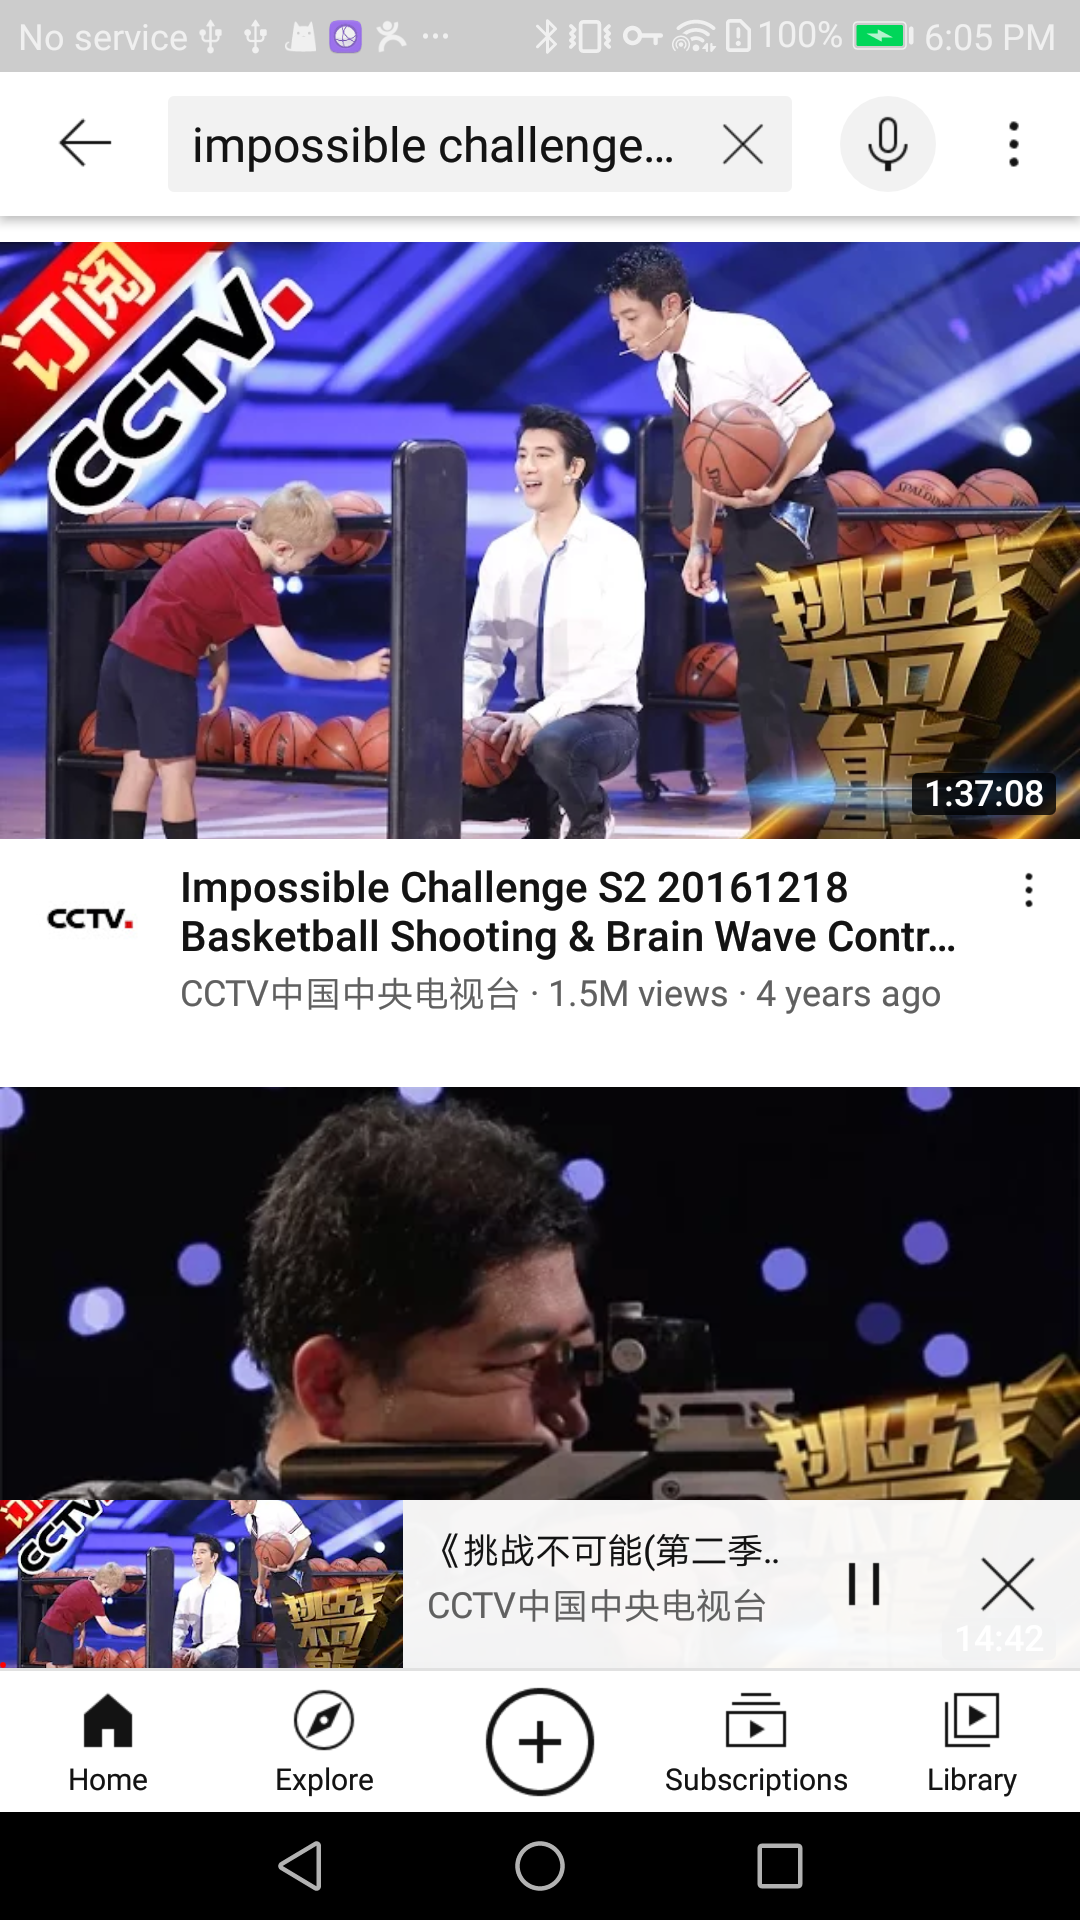 No service
100%
6:05 PM
impossible challenge...
订阅
CCTV.
SPALDING
挑战
不可
能
1:37:08
CCTV.
Impossible Challenge S2 20161218
Basketball Shooting & Brain Wave Contr...
CCTV中国中央电视台 · 1.5M views · 4 years ago
挑战
CCTV
挑战
不可
能
《挑战不可能(第二季..
CCTV中国中央电视台
14:42
Home
Explore
Subscriptions
Library